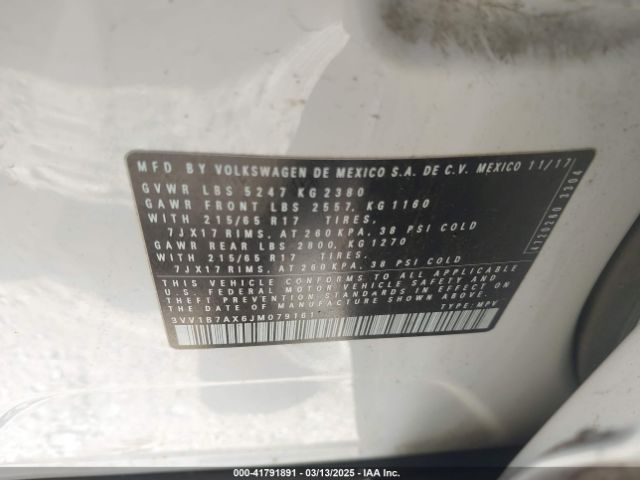 MFD BY VOLKSWAGEN DE MEXICO S.A. DE C.V. MEXICO 11/17
GVWR LBS 5247 KG 2380
GAWR FRONT LBS 2557, KG 1160
WITH 215/65 R17 TIRES,
7JX17 RIMS, AT 260 KPA, 38 PSI COLD
GAWR REAR LBS 2800, KG 1270
WITH 215/65 R17 TIRES,
7JX17 RIMS, AT 260 KPA, 38 PSI COLD
THIS VEHICLE CONFORMS TO ALL APPLICABLE
U.S. FEDERAL MOTOR VEHICLE SAFETY AND
THEFT PREVENTION STANDARDS IN EFFECT ON
THE DATE OF MANUFACTURE SHOWN ABOVE.
3VV1B7AX6JM079161 TYPE:MPV
000-41791891 - 03/13/2025 - IAA Inc.